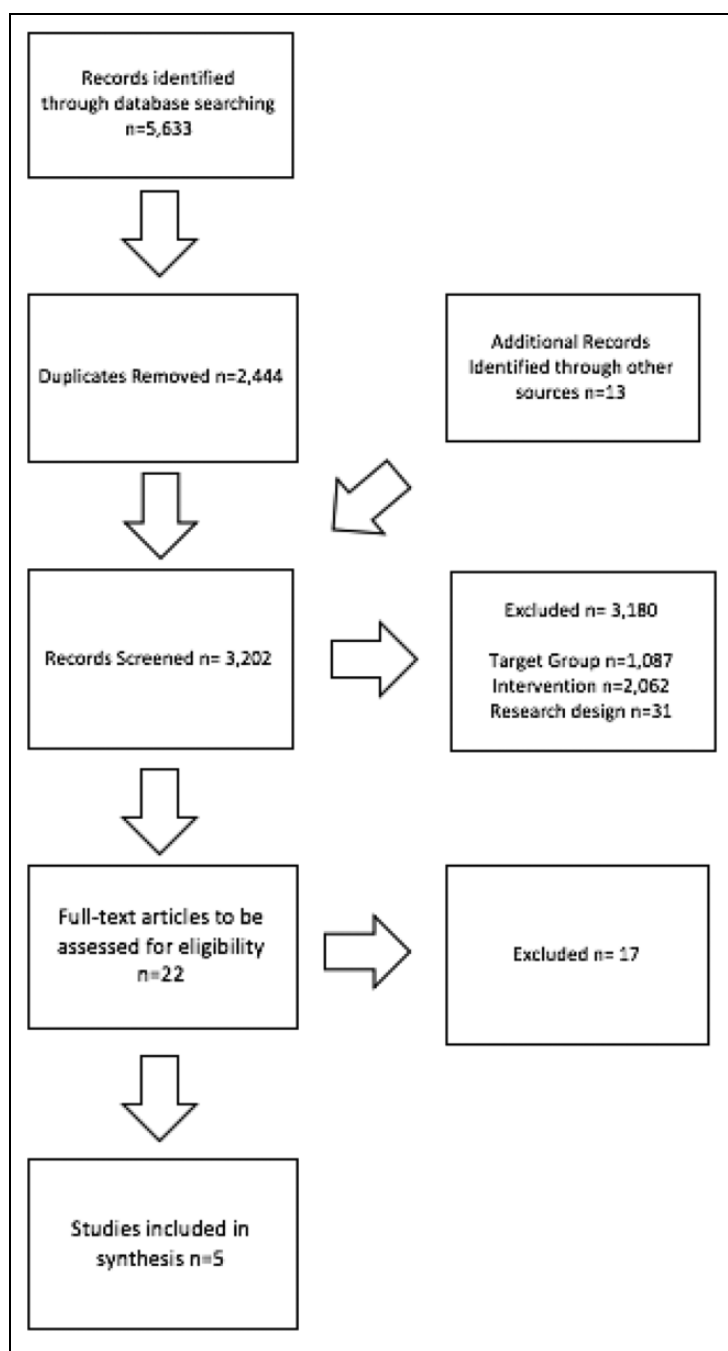 Records identified
through database searching
n=5,633
Duplicates Removed n=2,444
Additional Records
Identified through other
sources n=13
Records Screened n= 3,202
Excluded n= 3,180
Target Group n=1,087
Intervention n=2,062
Research design n=31
Full-text articles to be
assessed for eligibility
n=22
Excluded n= 17
Studies included in
synthesis n=5